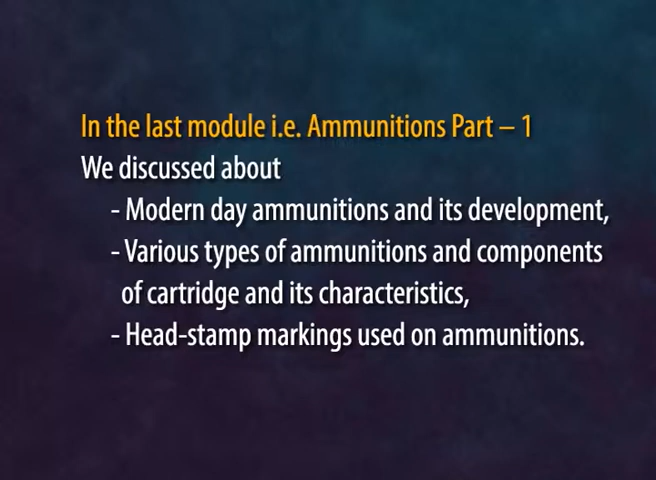 In the last module i.e. Ammunitions Part – 1
We discussed about
- Modern day ammunitions and its development,
- Various types of ammunitions and components
of cartridge and its characteristics,
- Head-stamp markings used on ammunitions.